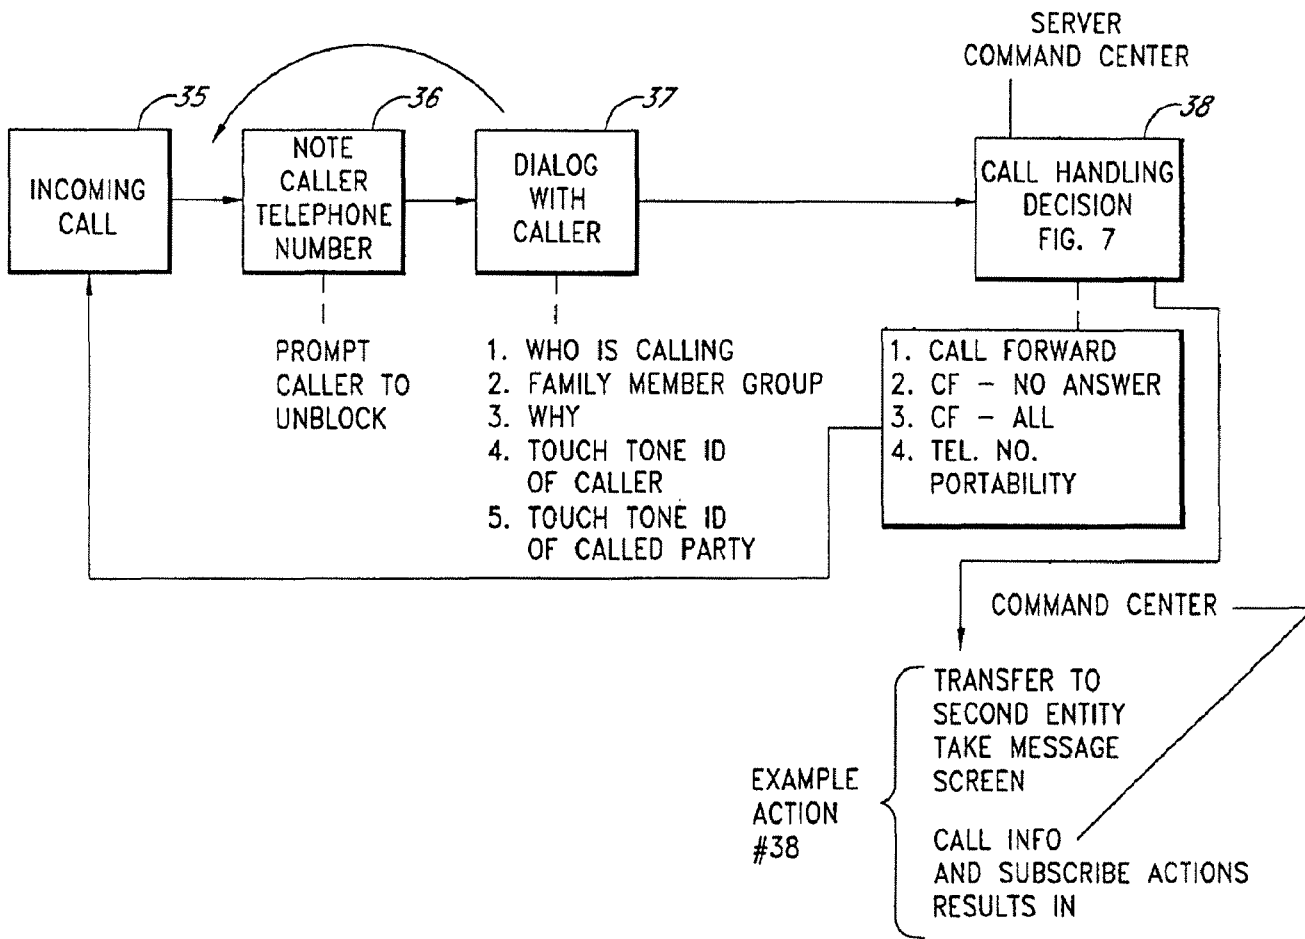 SERVER
COMMAND CENTER
35
36
37
38
INCOMING
CALL
NOTE
CALLER
TELEPHONE
NUMBER
DIALOG
WITH
CALLER
CALL HANDLING
DECISION
FIG. 7
PROMPT
CALLER TO
UNBLOCK
1. WHO IS CALLING
2. FAMILY MEMBER GROUP
3. WHY
4. TOUCH TONE ID
OF CALLER
5. TOUCH TONE ID
OF CALLED PARTY
1. CALL FORWARD
2. CF – NO ANSWER
3. CF – ALL
4. TEL. NO.
PORTABILITY
COMMAND CENTER
EXAMPLE
ACTION
#38
TRANSFER TO
SECOND ENTITY
TAKE MESSAGE
SCREEN
CALL INFO
AND SUBSCRIBE ACTIONS
RESULTS IN